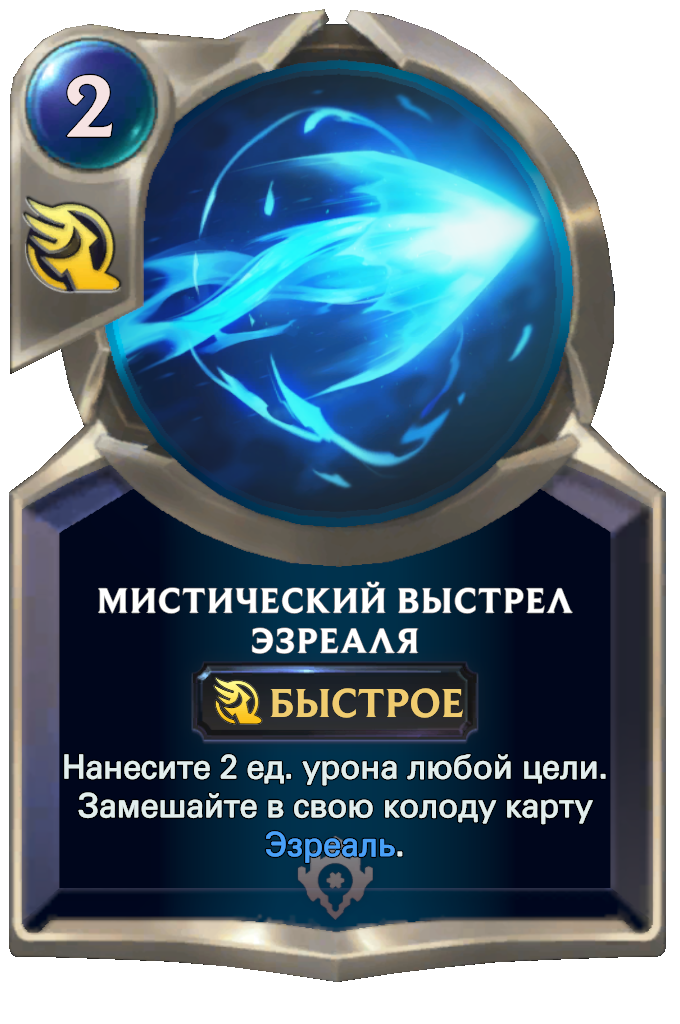 2
МИСТИЧЕСКИЙ ВЫСТРЕЛ
ЭЗРЕАЛЯ
БЫСТРОЕ
Нанесите 2 ед. урона любой цели.
Замешайте в свою колоду карту
Эзреаль.